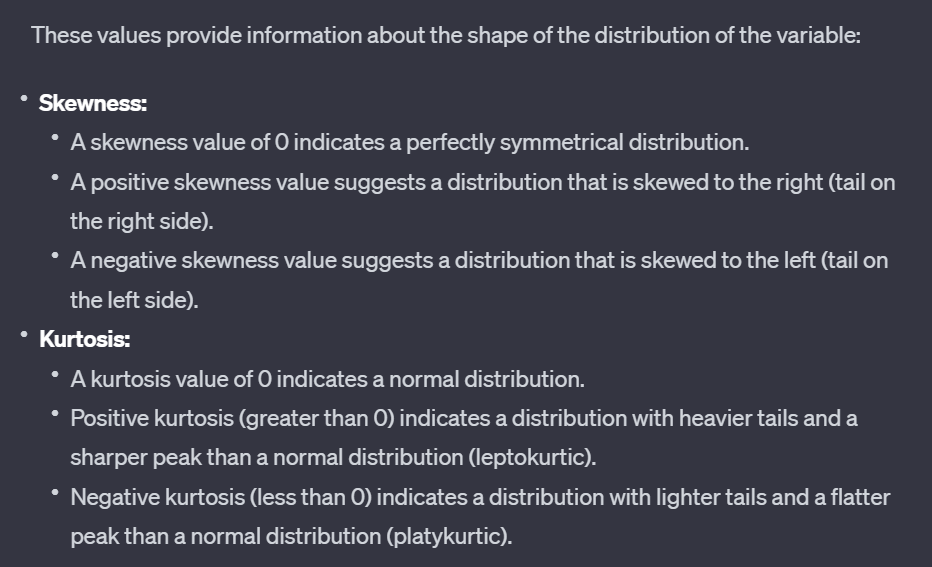 These values provide information about the shape of the distribution of the variable:
• Skewness:
• A skewness value of 0 indicates a perfectly symmetrical distribution.
• A positive skewness value suggests a distribution that is skewed to the right (tail on
the right side).
• A negative skewness value suggests a distribution that is skewed to the left (tail on
the left side).
• Kurtosis:
• A kurtosis value of 0 indicates a normal distribution.
• Positive kurtosis (greater than 0) indicates a distribution with heavier tails and a
sharper peak than a normal distribution (leptokurtic).
• Negative kurtosis (less than 0) indicates a distribution with lighter tails and a flatter
peak than a normal distribution (platykurtic).